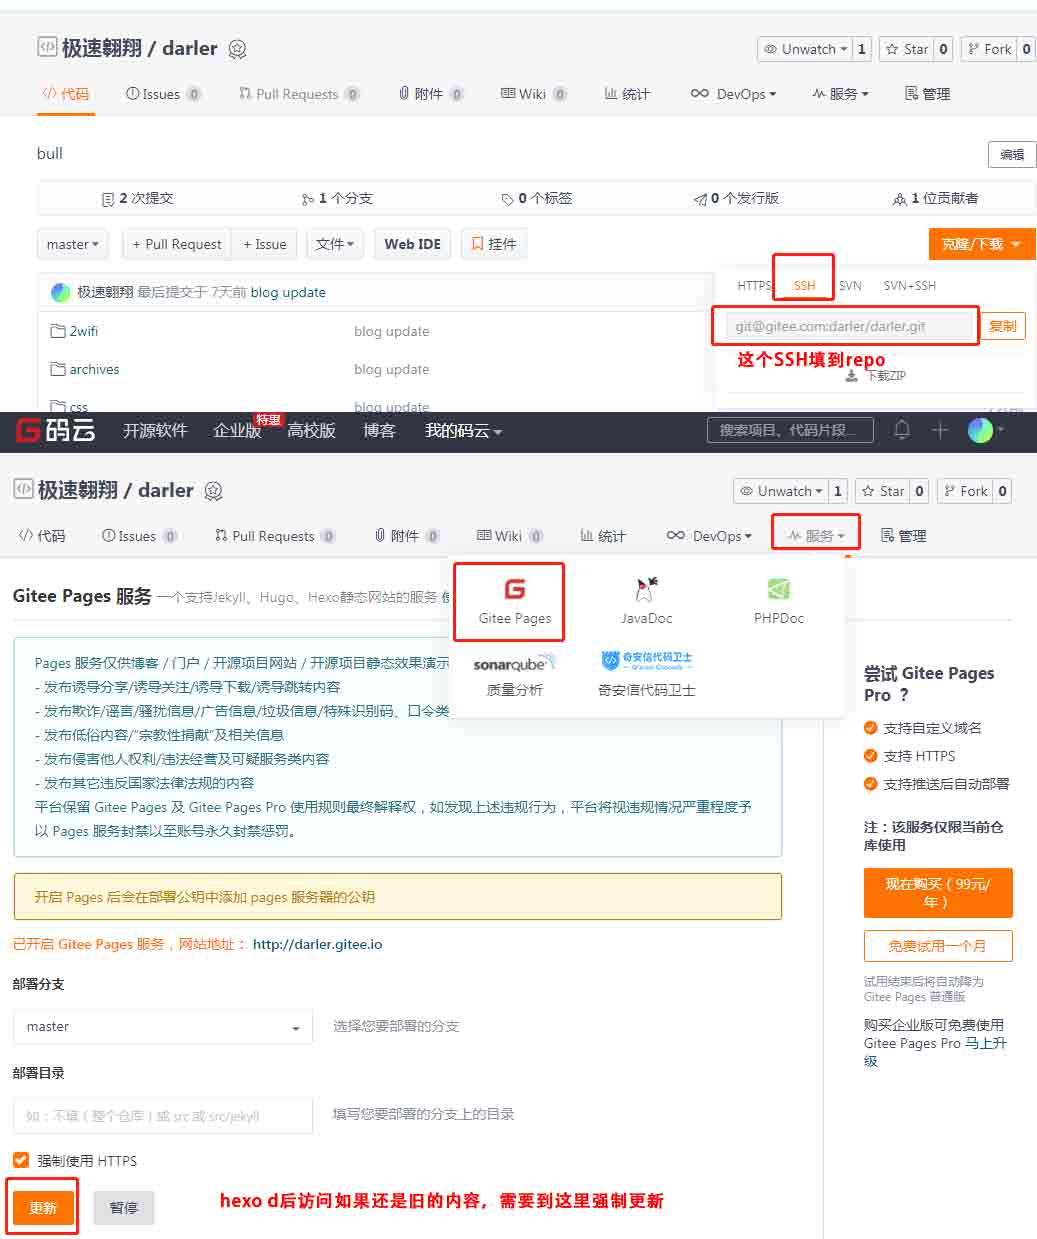 极速翱翔 / darler
Unwatch 1 Star 0 Fork 0
代码 Issues 0 Pull Requests 0 附件 0 Wiki 0 统计 DevOps 服务 管理
bull
编辑
2 次提交 1 个分支 0 个标签 0 个发行版 1 位贡献者
master + Pull Request + Issue 文件 Web IDE 挂件 克隆/下载
极速翱翔 最后提交于 7天前 blog update
HTTPS SSH SVN SVN+SSH
git@gitee.com:darler/darler.git 复制
2wifi blog update
这个SSH填到repo
下载ZIP
archives blog update
css blog update
G码云 开源软件 企业版 特惠 高校版 博客 我的码云 搜索项目、代码片段...
极速翱翔 / darler
Unwatch 1 Star 0 Fork 0
代码 Issues 0 Pull Requests 0 附件 0 Wiki 0 统计 DevOps 服务 管理
Gitee Pages JavaDoc PHPDoc
sonarqube 奇安信代码卫士
质量分析 奇安信代码卫士
Gitee Pages 服务 一个支持Jekyll、Hugo、Hexo静态网站的服务
Pages 服务仅供博客 / 门户 / 开源项目网站 / 开源项目静态效果演示
- 发布诱导分享/诱导关注/诱导下载/诱导跳转内容
- 发布欺诈/谣言/骚扰信息/广告信息/垃圾信息/特殊识别码、口令类
- 发布低俗内容/“宗教性捐献”及相关信息
- 发布侵害他人权利/违法经营及可疑服务类内容
- 发布其它违反国家法律法规的内容
平台保留 Gitee Pages 及 Gitee Pages Pro 使用规则最终解释权，如发现上述违规行为，平台将视违规情况严重程度予
以 Pages 服务封禁以至账号永久封禁惩罚。
开启 Pages 后会在部署公钥中添加 pages 服务器的公钥
已开启 Gitee Pages 服务，网站地址： http://darler.gitee.io
部署分支
master 选择您要部署的分支
部署目录
如：不填（整个仓库）或 src 或 src/jekyll 填写您要部署的分支上的目录
强制使用 HTTPS
更新 暂停
hexo d后访问如果还是旧的内容，需要到这里强制更新
尝试 Gitee Pages
Pro ？
支持自定义域名
支持 HTTPS
支持推送后自动部署
注：该服务仅限当前仓
库使用
现在购买（99元/
年）
免费试用一个月
试用结束后将自动降为
Gitee Pages 普通版
购买企业版可免费使用
Gitee Pages Pro 马上升
级